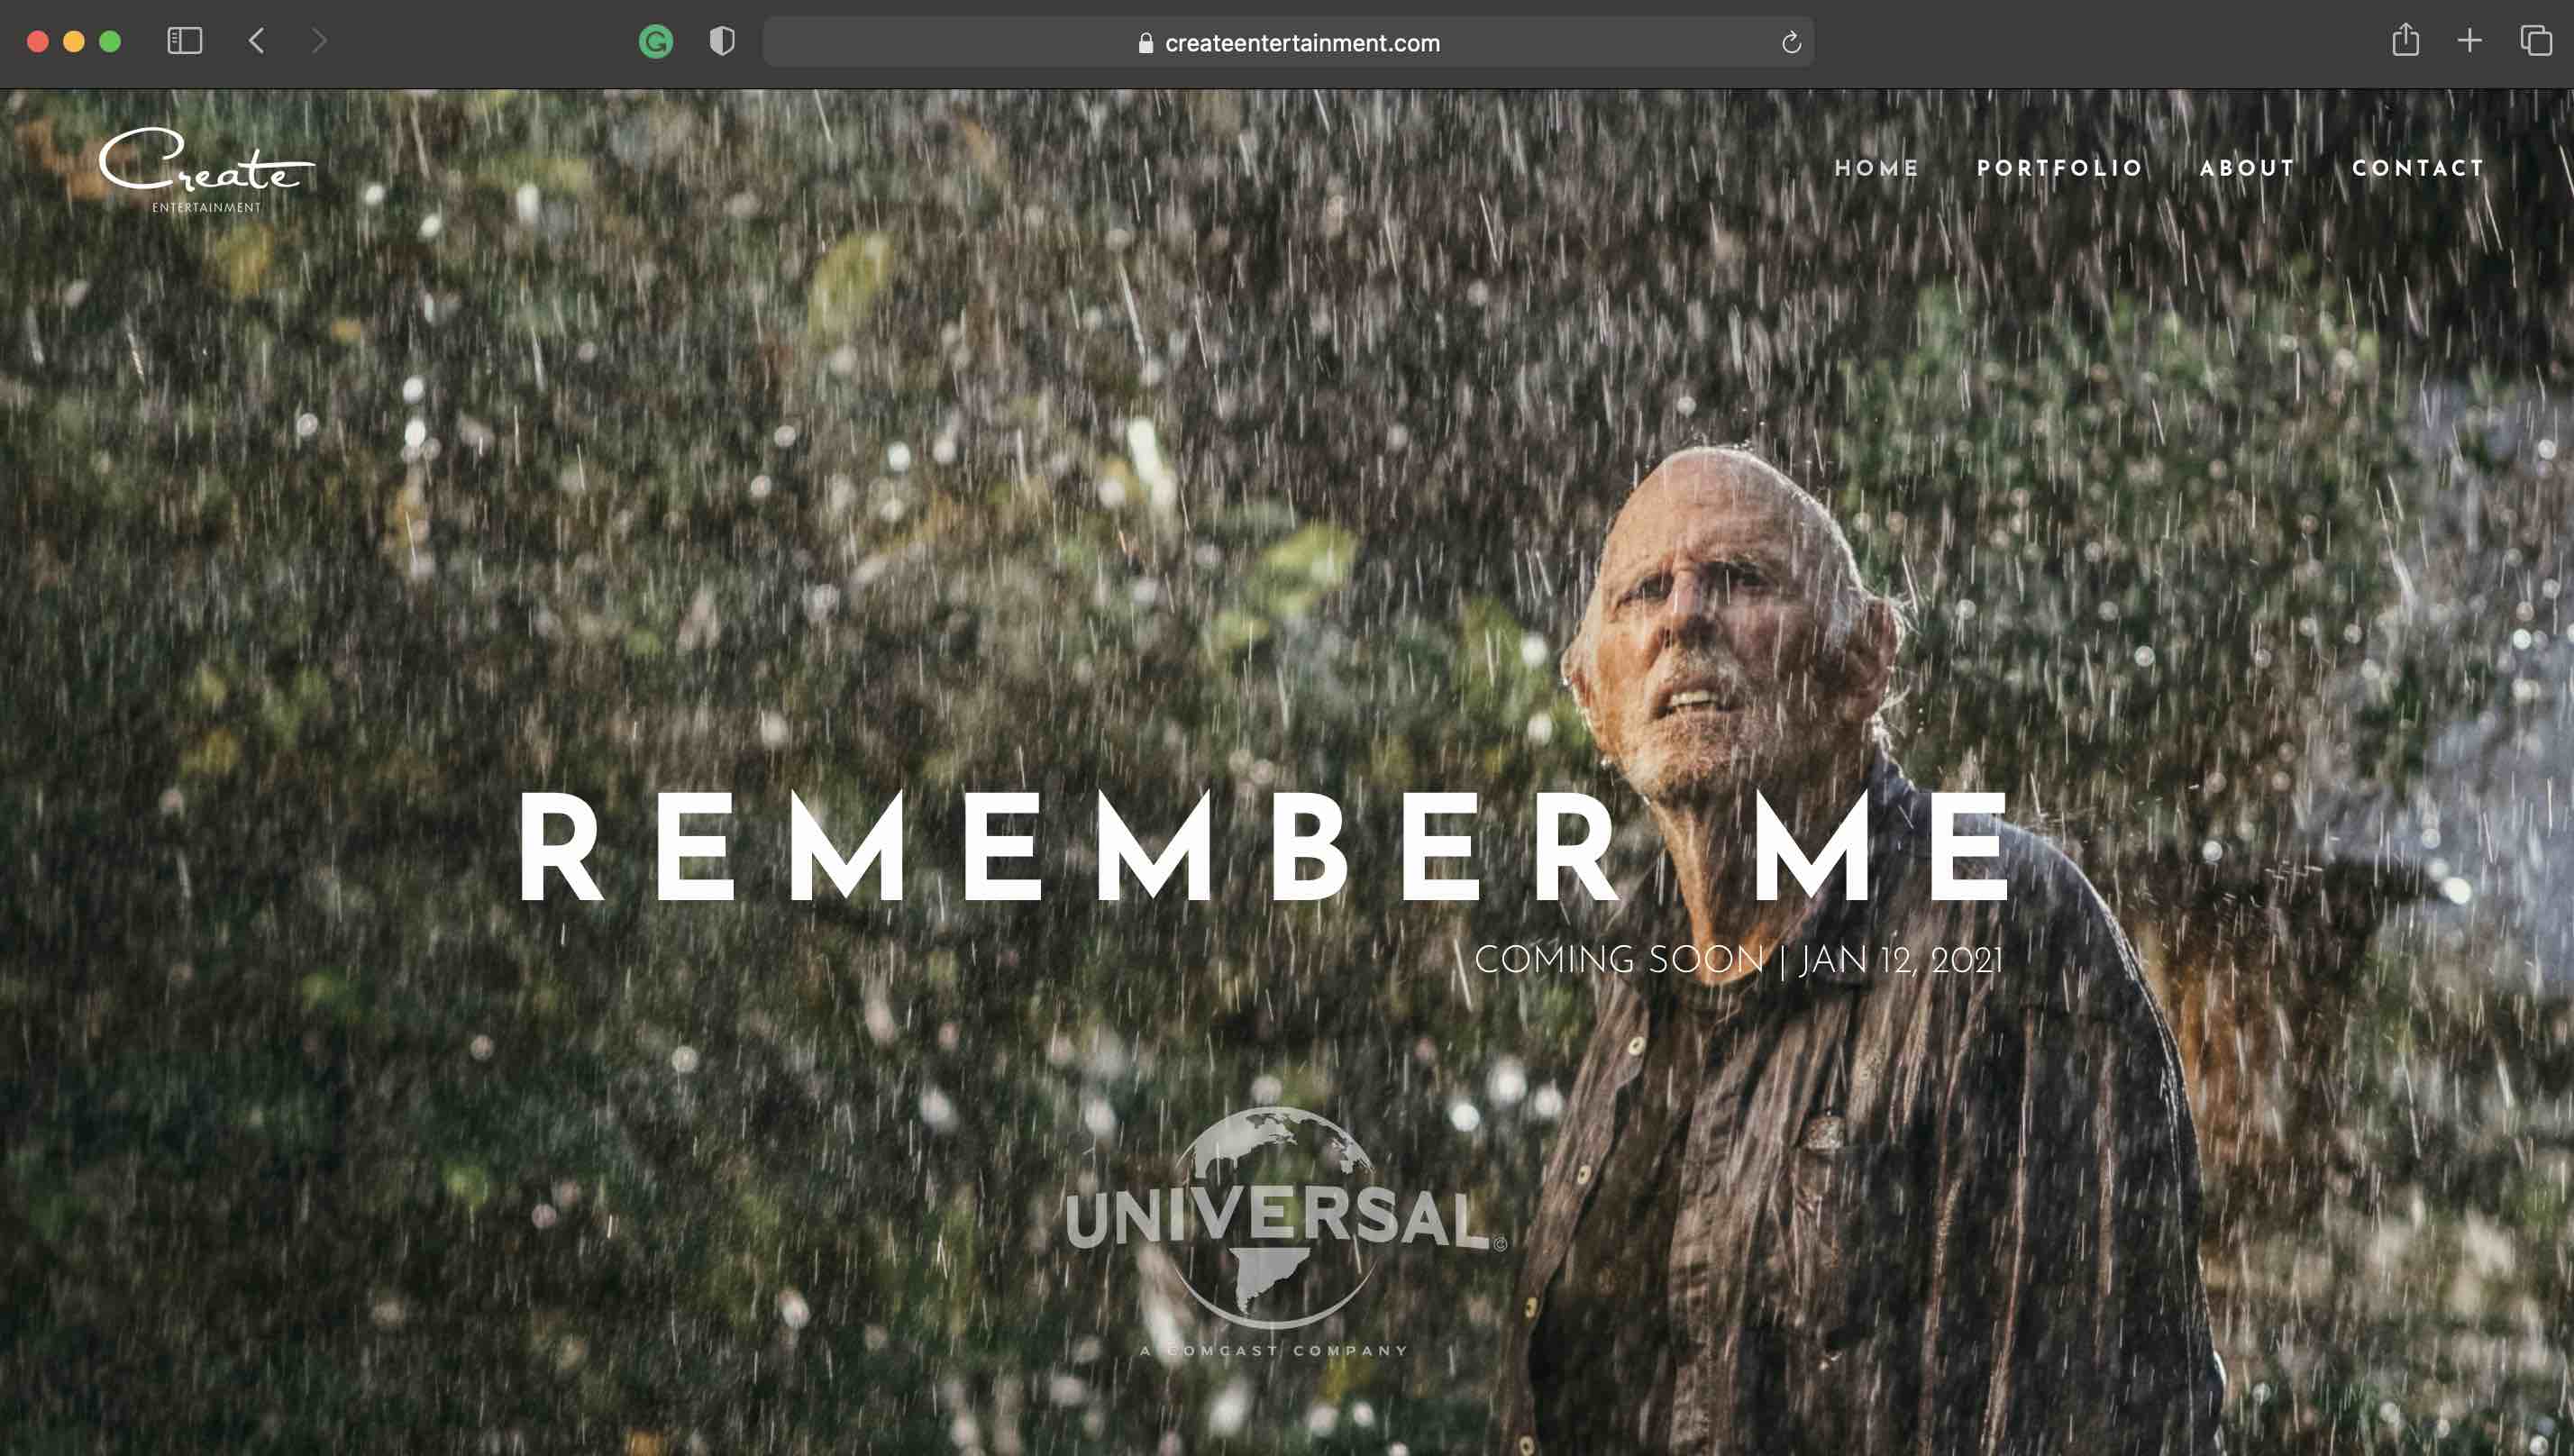 createentertainment.com
Create
ENTERTAINMENT
HOME PORTFOLIO ABOUT CONTACT
REMEMBER ME
COMING SOON | JAN 12, 2021
UNIVERSAL©
A COMCAST COMPANY